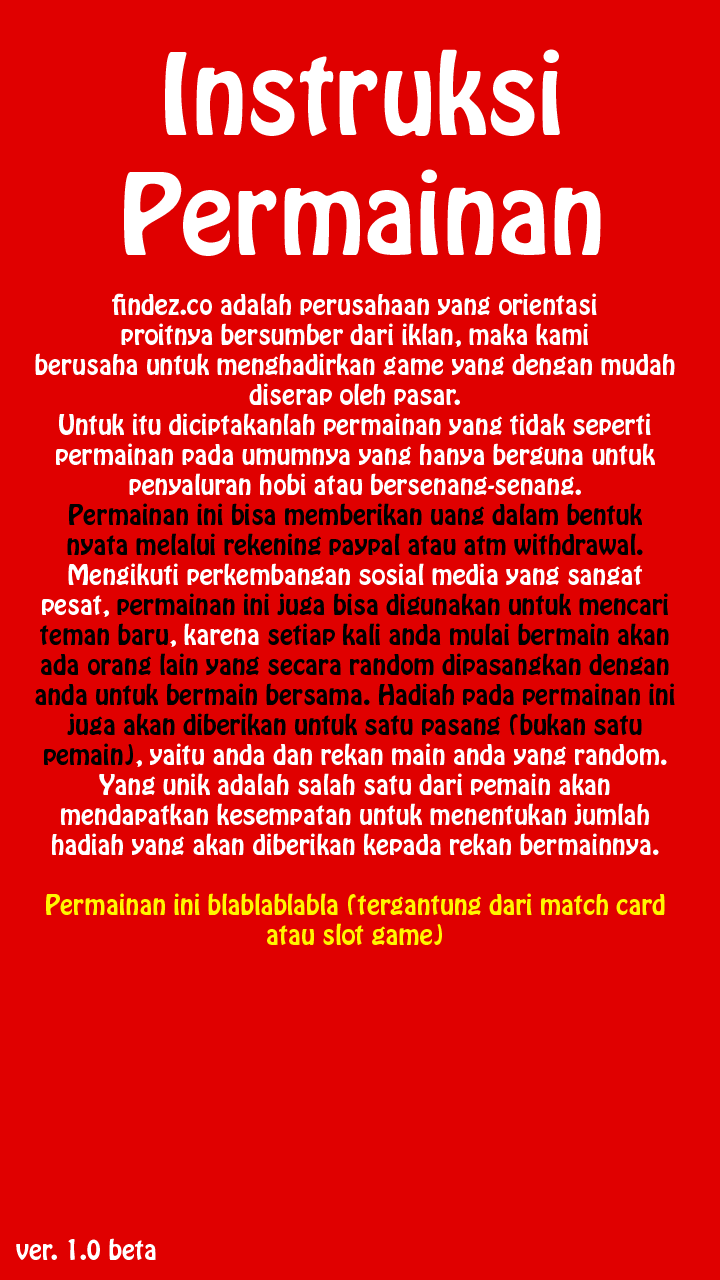 Instruksi
Permainan
findez.co adalah perusahaan yang orientasi
proitnya bersumber dari iklan, maka kami
berusaha untuk menghadirkan game yang dengan mudah
diserap oleh pasar.
Untuk itu diciptakanlah permainan yang tidak seperti
permainan pada umumnya yang hanya berguna untuk
penyaluran hobi atau bersenang-senang.
Permainan ini bisa memberikan uang dalam bentuk
nyata melalui rekening paypal atau atm withdrawal.
Mengikuti perkembangan sosial media yang sangat
pesat, permainan ini juga bisa digunakan untuk mencari
teman baru, karena setiap kali anda mulai bermain akan
ada orang lain yang secara random dipasangkan dengan
anda untuk bermain bersama. Hadiah pada permainan ini
juga akan diberikan untuk satu pasang (bukan satu
pemain), yaitu anda dan rekan main anda yang random.
Yang unik adalah salah satu dari pemain akan
mendapatkan kesempatan untuk menentukan jumlah
hadiah yang akan diberikan kepada rekan bermainnya.
Permainan ini blablablabla (tergantung dari match card
atau slot game)
ver. 1.0 beta